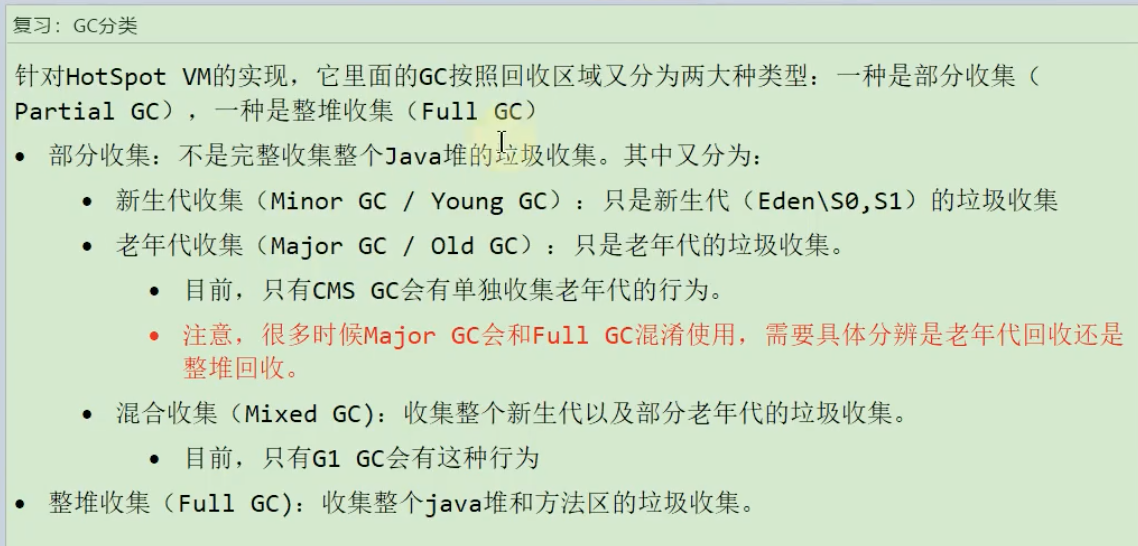 复习：GC分类
针对HotSpot VM的实现，它里面的GC按照回收区域又分为两大种类型：一种是部分收集（
Partial GC），一种是整堆收集（Full GC）
• 部分收集：不是完整收集整个Java堆的垃圾收集。其中又分为：
• 新生代收集（Minor GC / Young GC）：只是新生代（Eden\S0,S1）的垃圾收集
• 老年代收集（Major GC / Old GC）：只是老年代的垃圾收集。
• 目前，只有CMS GC会有单独收集老年代的行为。
• 注意，很多时候Major GC会和Full GC混淆使用，需要具体分辨是老年代回收还是
整堆回收。
• 混合收集（Mixed GC)：收集整个新生代以及部分老年代的垃圾收集。
• 目前，只有G1 GC会有这种行为
• 整堆收集（Full GC)：收集整个java堆和方法区的垃圾收集。